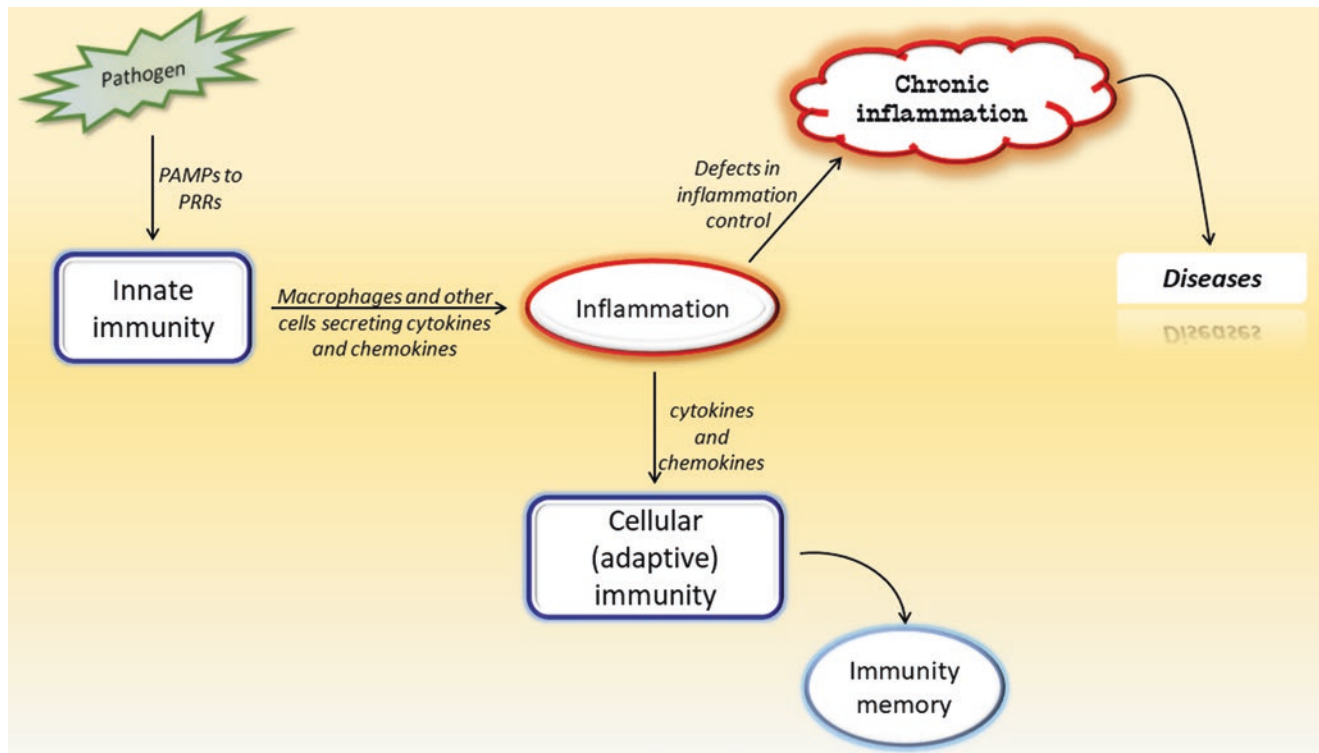 Pathogen
PAMPs to
PRRs
Innate
immunity
Macrophages and other
cells secreting cytokines
and chemokines
Inflammation
Defects in
inflammation
control
Chronic
inflammation
Diseases
Diseases
cytokines
and
chemokines
Cellular
(adaptive)
immunity
Immunity
memory